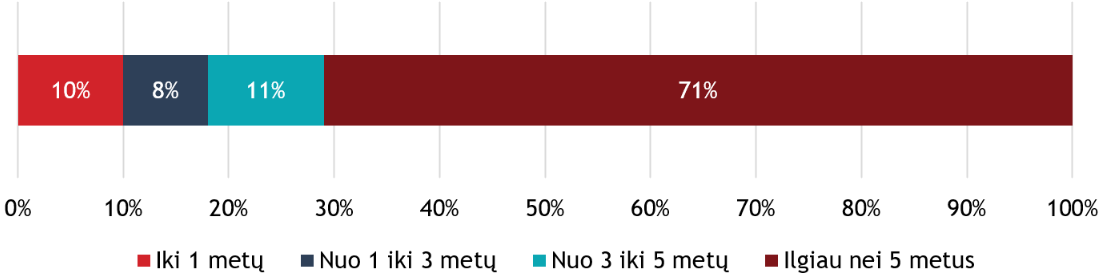 10% 8% 11% 71%
0% 10% 20% 30% 40% 50% 60% 70% 80% 90% 100%
Iki 1 metų Nuo 1 iki 3 metų Nuo 3 iki 5 metų Ilgiau nei 5 metus